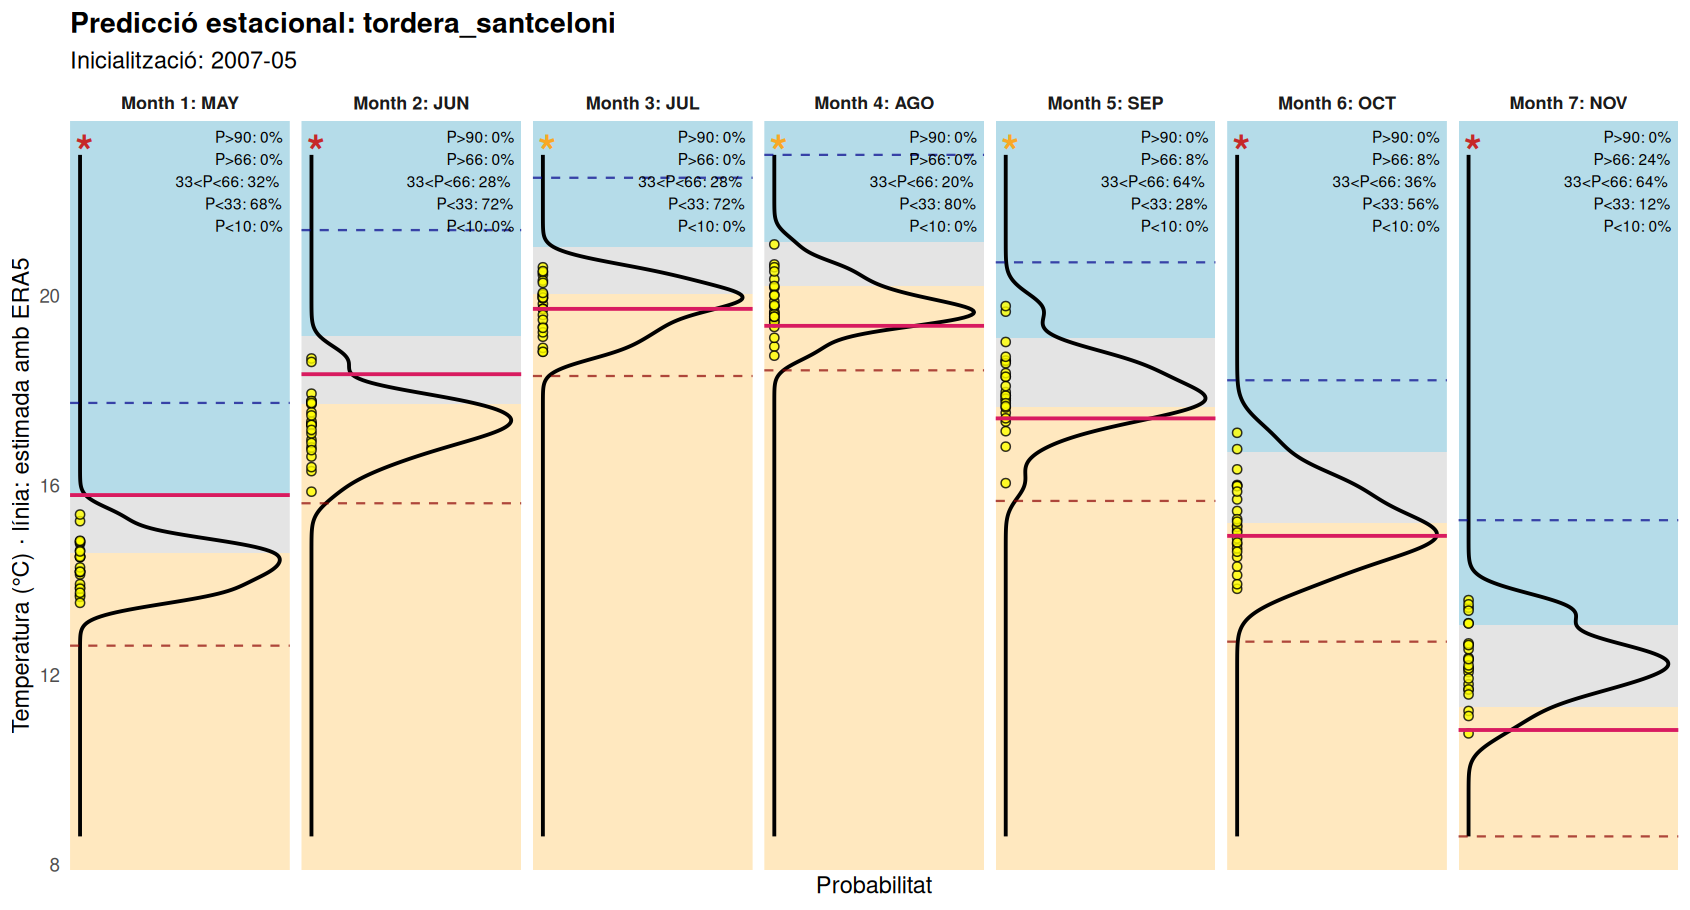 Predicció estacional: tordera_santceloni
Inicialització: 2007-05
Month 1: MAY
Month 2: JUN
Month 3: JUL
Month 4: AGO
Month 5: SEP
Month 6: OCT
Month 7: NOV
*
P>90: 0%
P>66: 0%
33<P<66: 32%
P<33: 68%
P<10: 0%
*
P>90: 0%
P>66: 0%
33<P<66: 28%
P<33: 72%
P<10: 0%
*
P>90: 0%
P>66: 0%
33<P<66: 28%
P<33: 72%
P<10: 0%
*
P>90: 0%
P>66: 0%
33<P<66: 20%
P<33: 80%
P<10: 0%
*
P>90: 0%
P>66: 8%
33<P<66: 64%
P<33: 28%
P<10: 0%
*
P>90: 0%
P>66: 8%
33<P<66: 36%
P<33: 56%
P<10: 0%
*
P>90: 0%
P>66: 24%
33<P<66: 64%
P<33: 12%
P<10: 0%
Temperatura (°C) · línia: estimada amb ERA5
20
16
12
8
Probabilitat